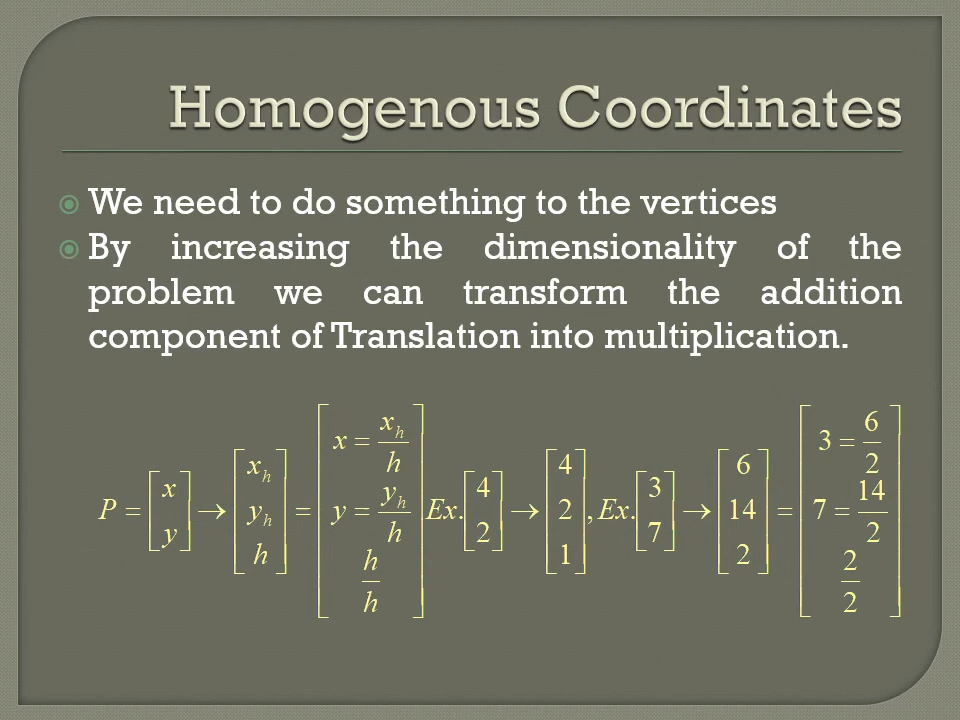 Homogenous Coordinates
We need to do something to the vertices
By increasing the dimensionality of the
problem we can transform the addition
component of Translation into multiplication.
P = [x y] → [x_h y_h h] = [x = x_h/h y = y_h/h h/h] Ex. [4 2] → [4 2 1], Ex. [3 7] → [6 14 2] = [3 = 6/2 7 = 14/2 2/2]